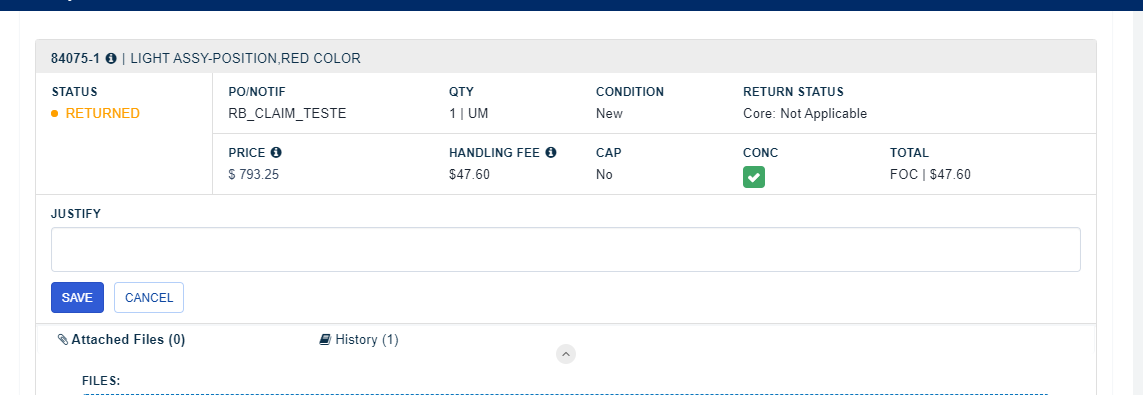 84075-1 | LIGHT ASSY-POSITION,RED COLOR
STATUS
RETURNED
PO/NOTIF
RB_CLAIM_TESTE
QTY
1 | UM
CONDITION
New
RETURN STATUS
Core: Not Applicable
PRICE
$ 793.25
HANDLING FEE
$47.60
CAP
No
CONC
TOTAL
FOC | $47.60
JUSTIFY
SAVE
CANCEL
Attached Files (0)
History (1)
FILES: